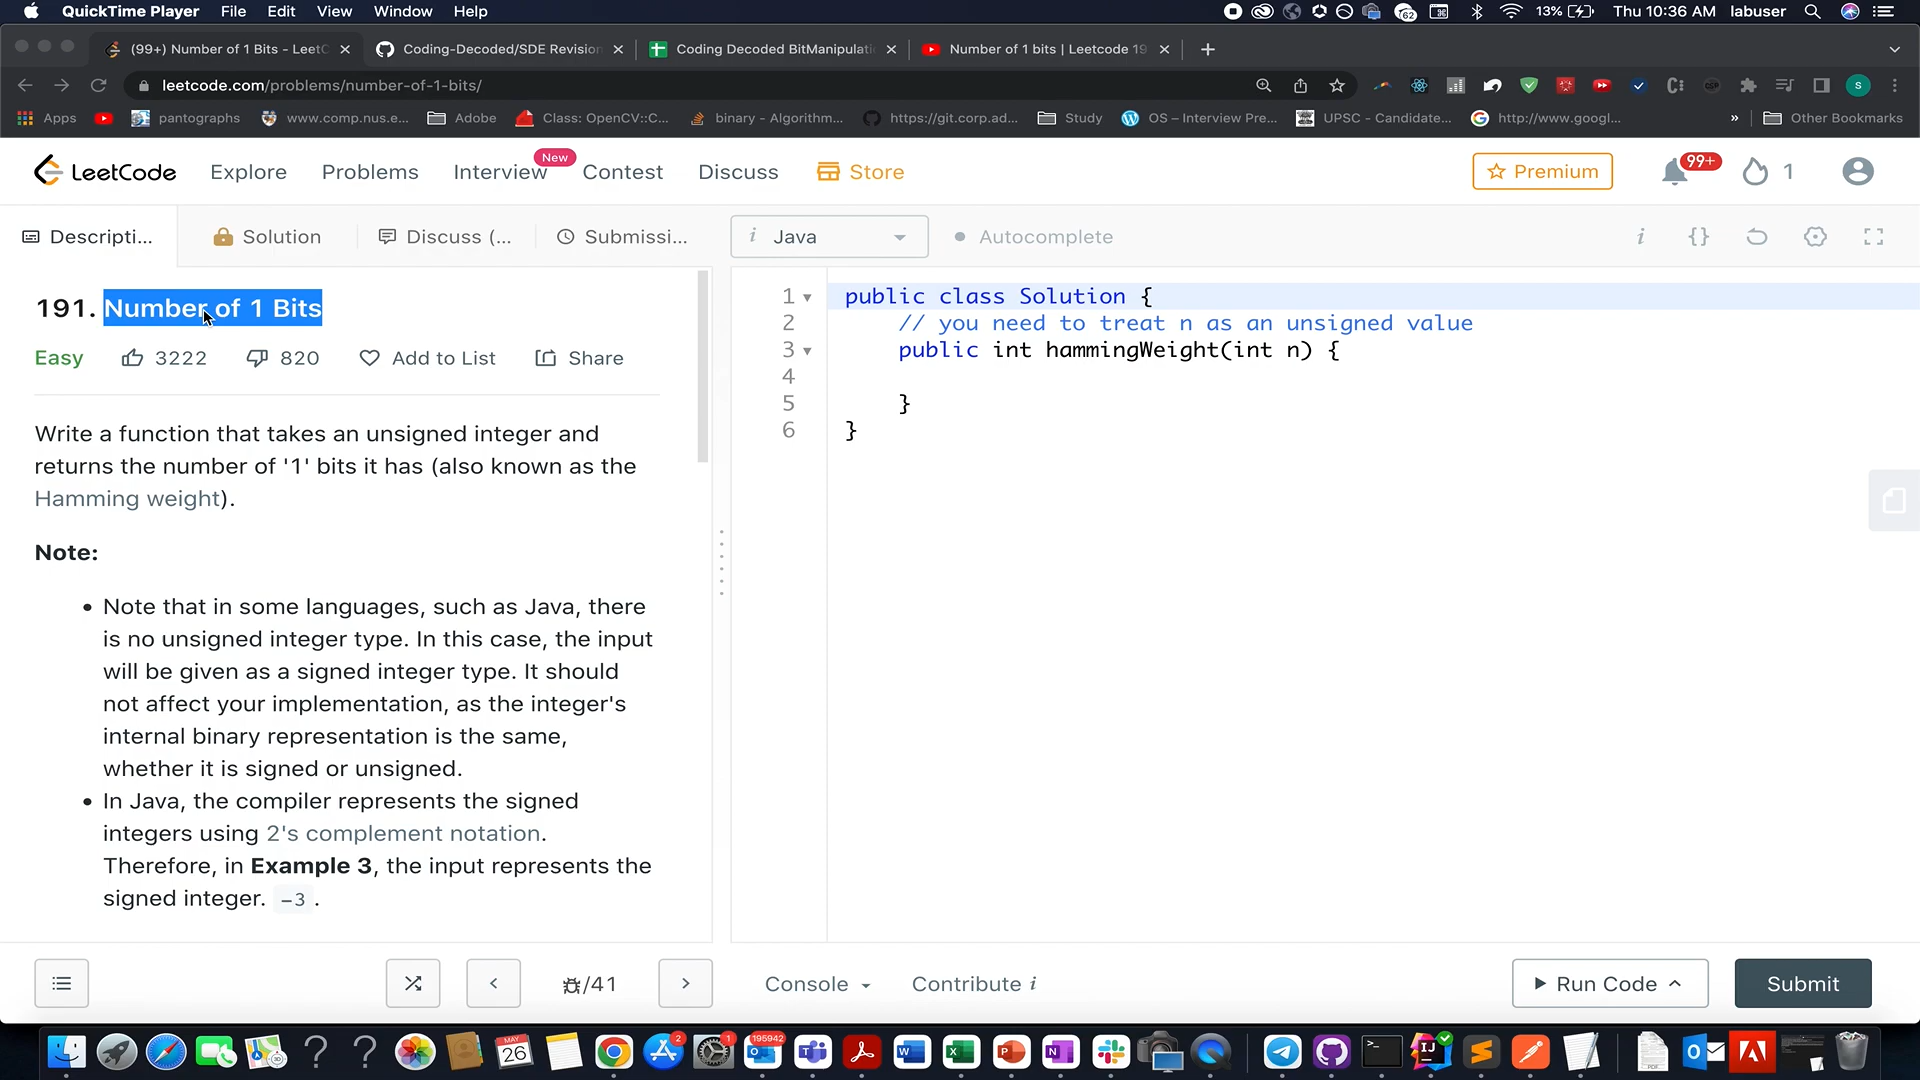 QuickTime Player File Edit View Window Help 62 13% Thu 10:36 AM labuser
(99+) Number of 1 Bits - LeetC
Coding-Decoded/SDE Revision
Coding Decoded BitManipulati
Number of 1 bits | Leetcode 19
leetcode.com/problems/number-of-1-bits/
Apps
pantographs
www.comp.nus.e...
Adobe
Class: OpenCV::C...
binary - Algorithm...
https://git.corp.ad...
Study
OS – Interview Pre...
UPSC - Candidate...
http://www.googl...
»
Other Bookmarks
LeetCode Explore Problems Interview New Contest Discuss Store Premium 99+ 1
Descripti... Solution Discuss (... Submissi...
i Java Autocomplete i {}
191. Number of 1 Bits
Easy 3222 820 Add to List Share
Write a function that takes an unsigned integer and
returns the number of '1' bits it has (also known as the
Hamming weight).
Note:
• Note that in some languages, such as Java, there
is no unsigned integer type. In this case, the input
will be given as a signed integer type. It should
not affect your implementation, as the integer's
internal binary representation is the same,
whether it is signed or unsigned.
• In Java, the compiler represents the signed
integers using 2's complement notation.
Therefore, in Example 3, the input represents the
signed integer. -3.
1 public class Solution {
2 // you need to treat n as an unsigned value
3 public int hammingWeight(int n) {
4
5 }
6 }
/41 Console Contribute i Run Code Submit
2 MAY 26 1 195942